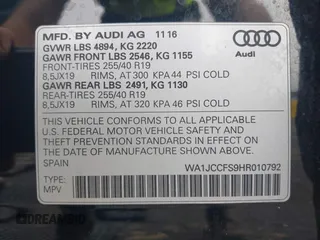 MFD. BY AUDI AG 11 16
GVWR LBS 4894, KG 2220
GAWR FRONT LBS 2546, KG 1155
FRONT-TIRES 255/40 R19
8,5JX19 RIMS, AT 300 KPA 44 PSI COLD
GAWR REAR LBS 2491, KG 1130
REAR-TIRES 255/40 R19
8,5JX19 RIMS, AT 320 KPA 46 PSI COLD
THIS VEHICLE CONFORMS TO ALL APPLICABLE
U.S. FEDERAL MOTOR VEHICLE SAFETY AND
THEFT PREVENTION STANDARDS IN EFFECT
ON THE DATE OF MANUFACTURE SHOWN ABOVE
SPAIN WA1JCCFS9HR010792
TYPE:
MPV
Audi
DREAMBID